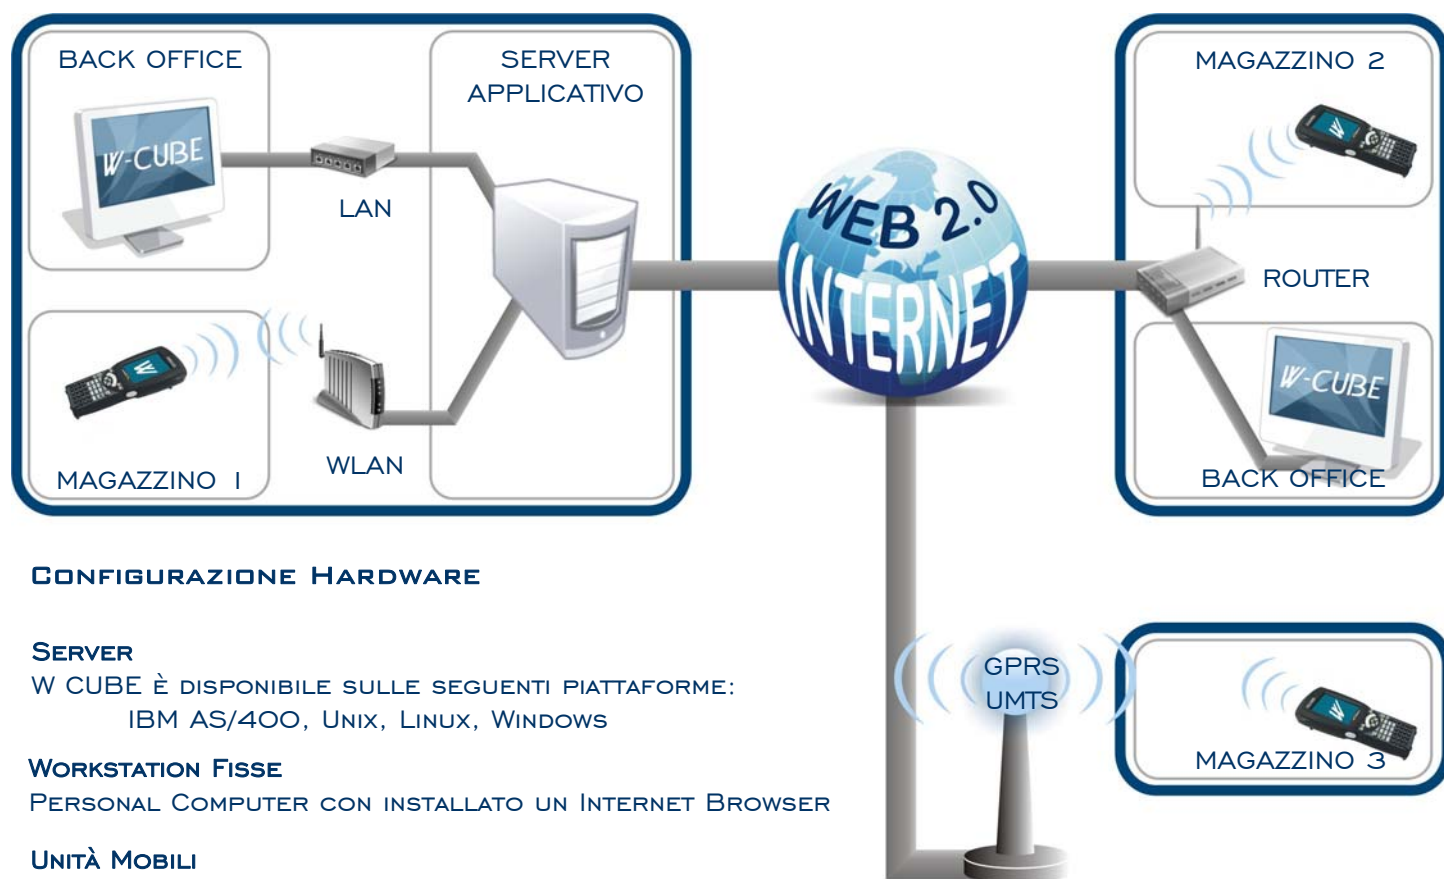 BACK OFFICE
W-CUBE
LAN
SERVER
APPLICATIVO
W
MAGAZZINO 1
WLAN
WEB 2.0
INTERNET
MAGAZZINO 2
W
ROUTER
W-CUBE
BACK OFFICE
CONFIGURAZIONE HARDWARE
SERVER
W CUBE È DISPONIBILE SULLE SEGUENTI PIATTAFORME:
IBM AS/400, UNIX, LINUX, WINDOWS
WORKSTATION FISSE
PERSONAL COMPUTER CON INSTALLATO UN INTERNET BROWSER
UNITÀ MOBILI
GPRS
UMTS
W
MAGAZZINO 3